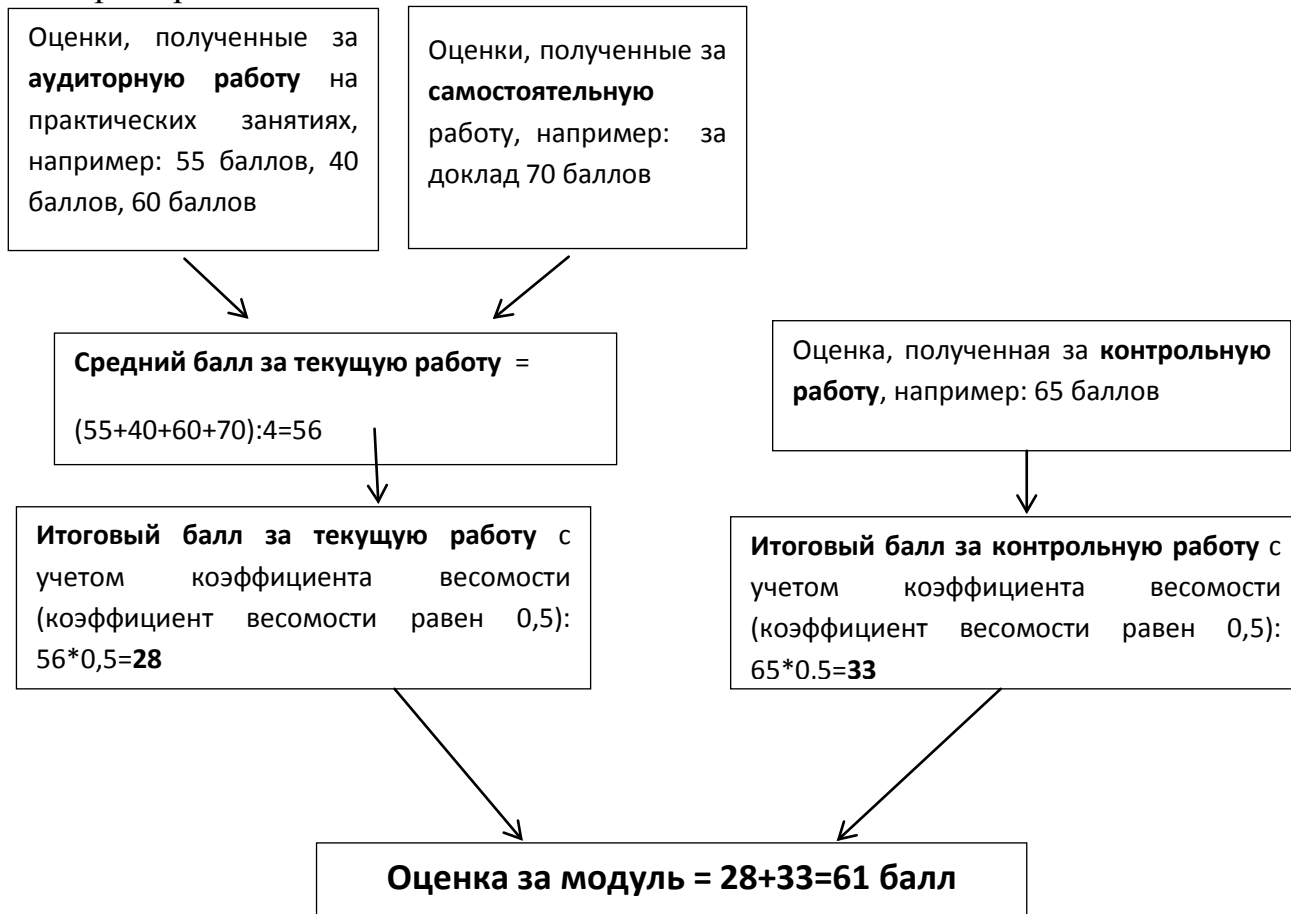 Оценки, полученные за
аудиторную работу на
практических занятиях,
например: 55 баллов, 40
баллов, 60 баллов
Оценки, полученные за
самостоятельную
работу, например: за
доклад 70 баллов
Средний балл за текущую работу =
(55+40+60+70):4=56
Оценка, полученная за контрольную
работу, например: 65 баллов
Итоговый балл за текущую работу с
учетом коэффициента весомости
(коэффициент весомости равен 0,5):
56*0,5=28
Итоговый балл за контрольную работу с
учетом коэффициента весомости
(коэффициент весомости равен 0,5):
65*0,5=33
Оценка за модуль = 28+33=61 балл